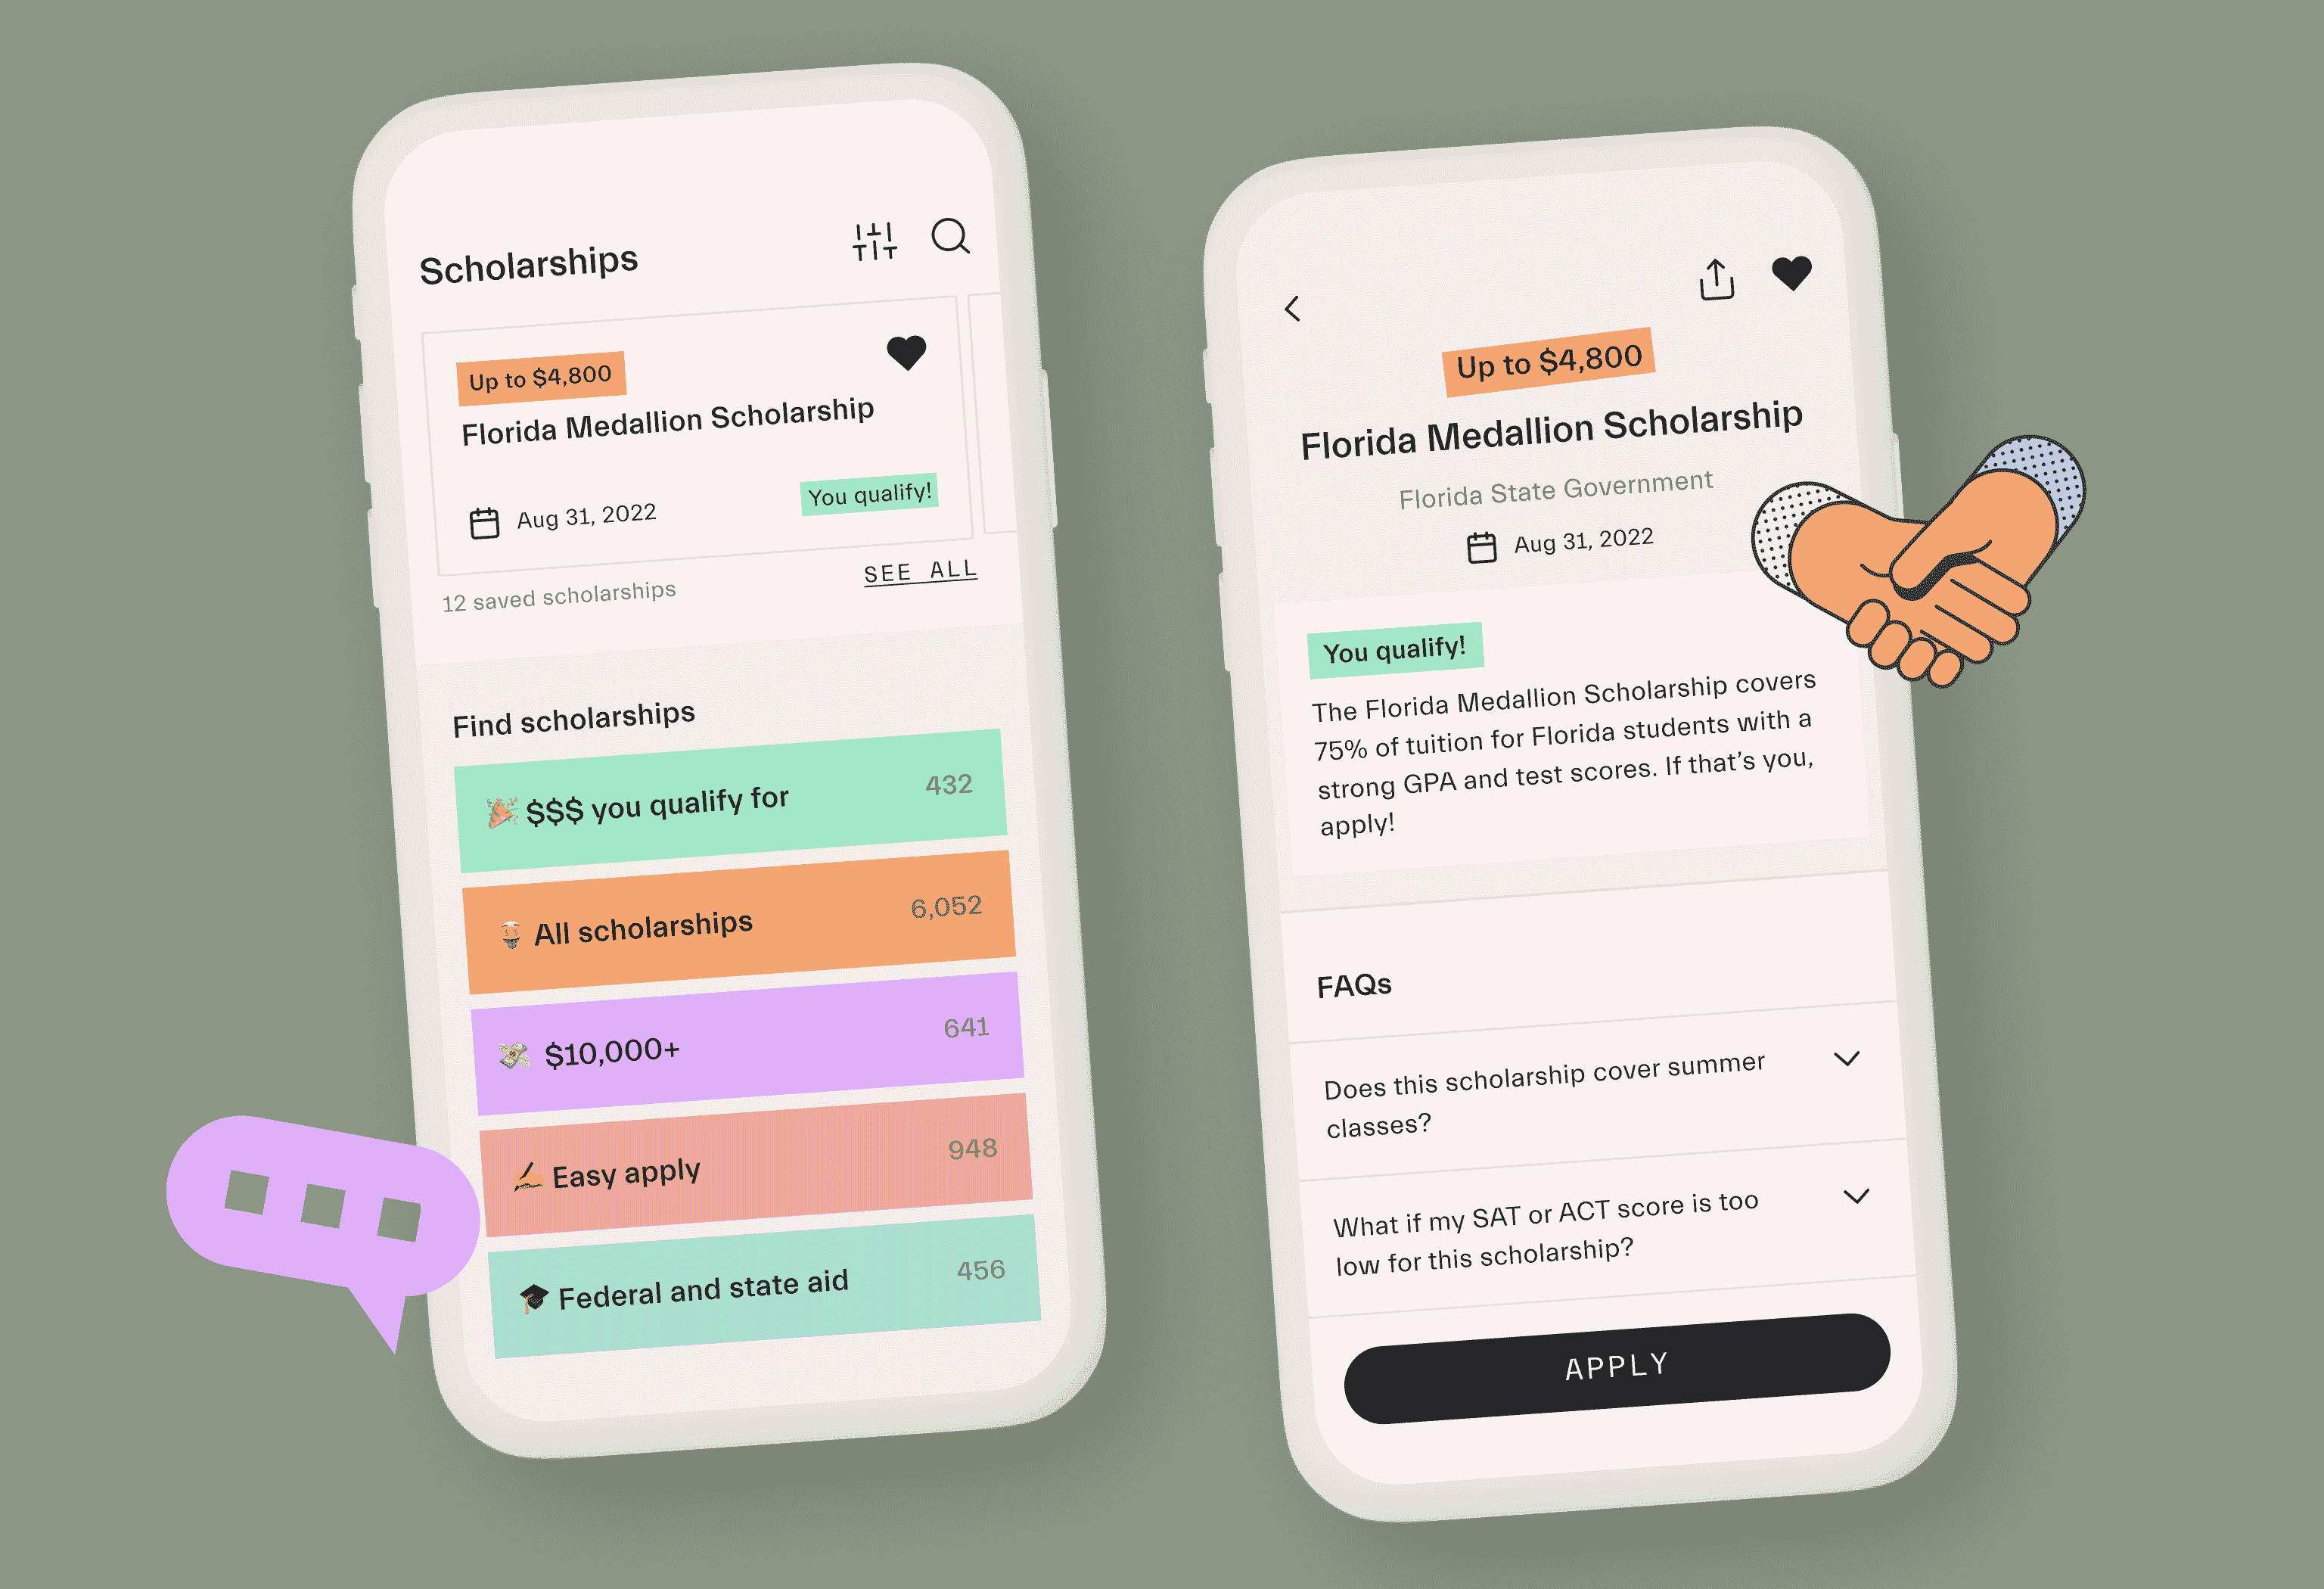 Scholarships
Up to $4,800
Florida Medallion Scholarship
Aug 31, 2022
You qualify!
12 saved scholarships
SEE ALL
Find scholarships
$$$ you qualify for
432
All scholarships
6,052
$10,000+
641
Easy apply
948
Federal and state aid
456
Up to $4,800
Florida Medallion Scholarship
Florida State Government
Aug 31, 2022
You qualify!
The Florida Medallion Scholarship covers
75% of tuition for Florida students with a
strong GPA and test scores. If that’s you,
apply!
FAQs
Does this scholarship cover summer
classes?
What if my SAT or ACT score is too
low for this scholarship?
APPLY